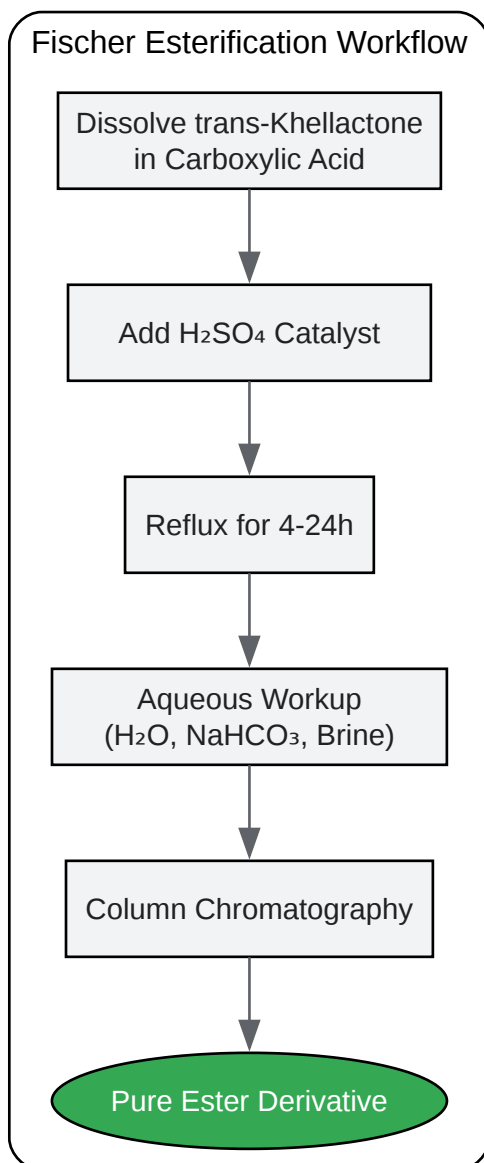 Fischer Esterification Workflow
Dissolve trans-Khellactone
in Carboxylic Acid
Add H₂SO₄ Catalyst
Reflux for 4-24h
Aqueous Workup
(H₂O, NaHCO₃, Brine)
Column Chromatography
Pure Ester Derivative